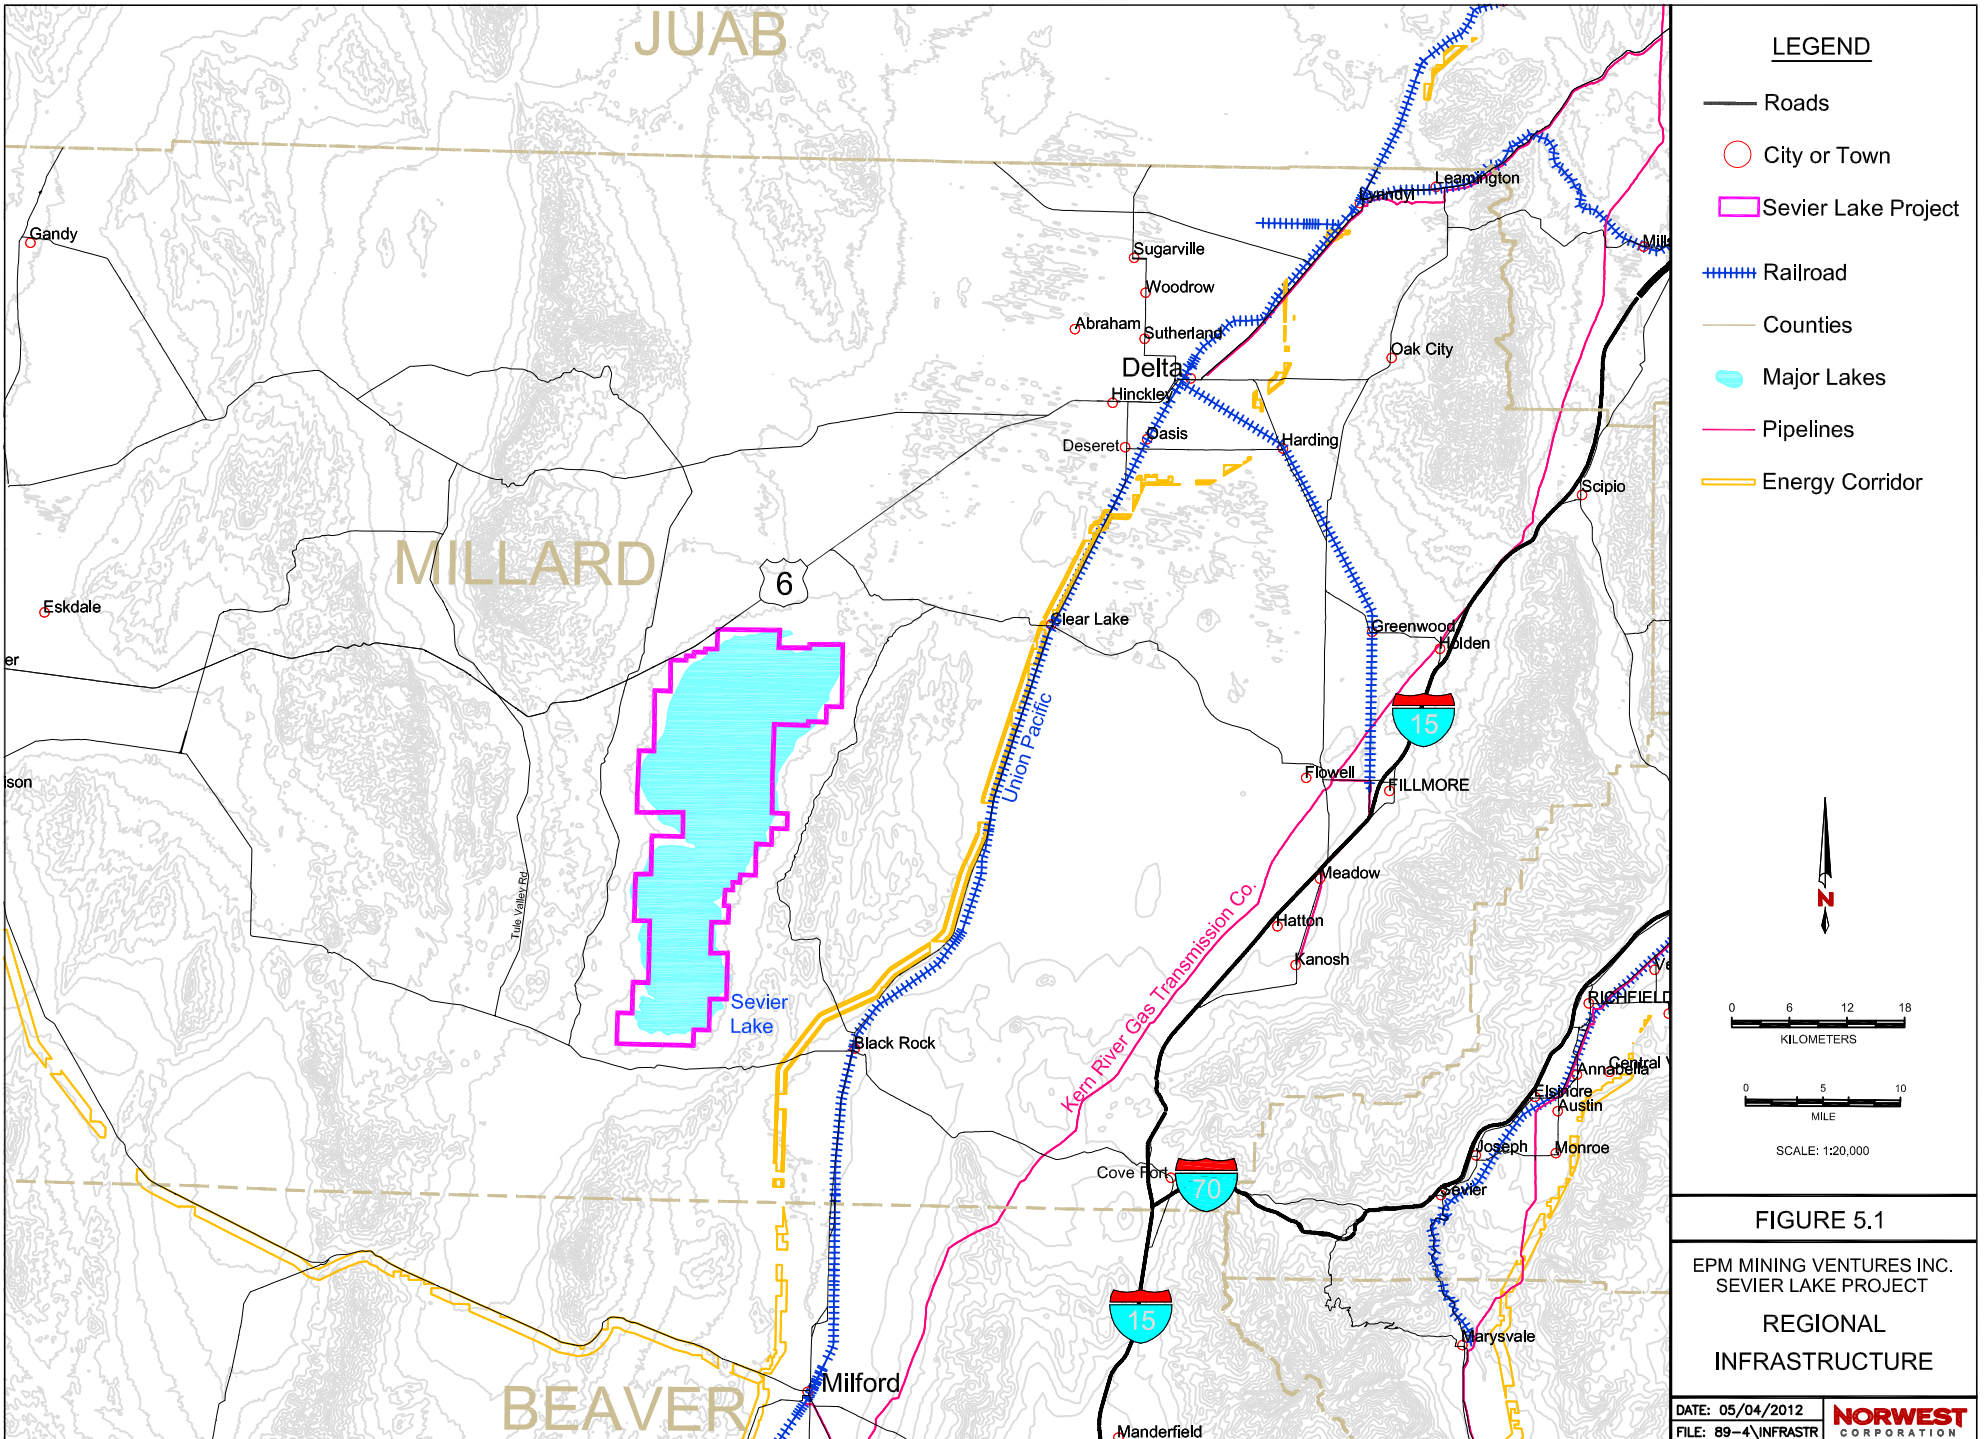 JUAB
Gandy
Leamington
Lynndyl
Sugarville
Woodrow
Abraham
Sutherland
Delta
Hinckley
Oak City
Oasis
Deseret
Harding
Scipio
MILLARD
6
Eskdale
Clear Lake
Greenwood
Holden
er
Union Pacific
15
Flowell
FILLMORE
ison
Tule Valley Rd
Meadow
Hatton
Kanosh
Kern River Gas Transmission Co.
Sevier
Lake
Black Rock
Ve
RICHFIELD
Central V
Annabella
Elsinore
Austin
Joseph
Monroe
Cove Fort
70
Sevier
15
Marysvale
Milford
BEAVER
Manderfield
Mills
LEGEND
Roads
City or Town
Sevier Lake Project
Railroad
Counties
Major Lakes
Pipelines
Energy Corridor
N
0 6 12 18
KILOMETERS
0 5 10
MILE
SCALE: 1:20,000
FIGURE 5.1
EPM MINING VENTURES INC.
SEVIER LAKE PROJECT
REGIONAL
INFRASTRUCTURE
DATE: 05/04/2012
FILE: 89-4\INFRASTR
NORWEST
CORPORATION